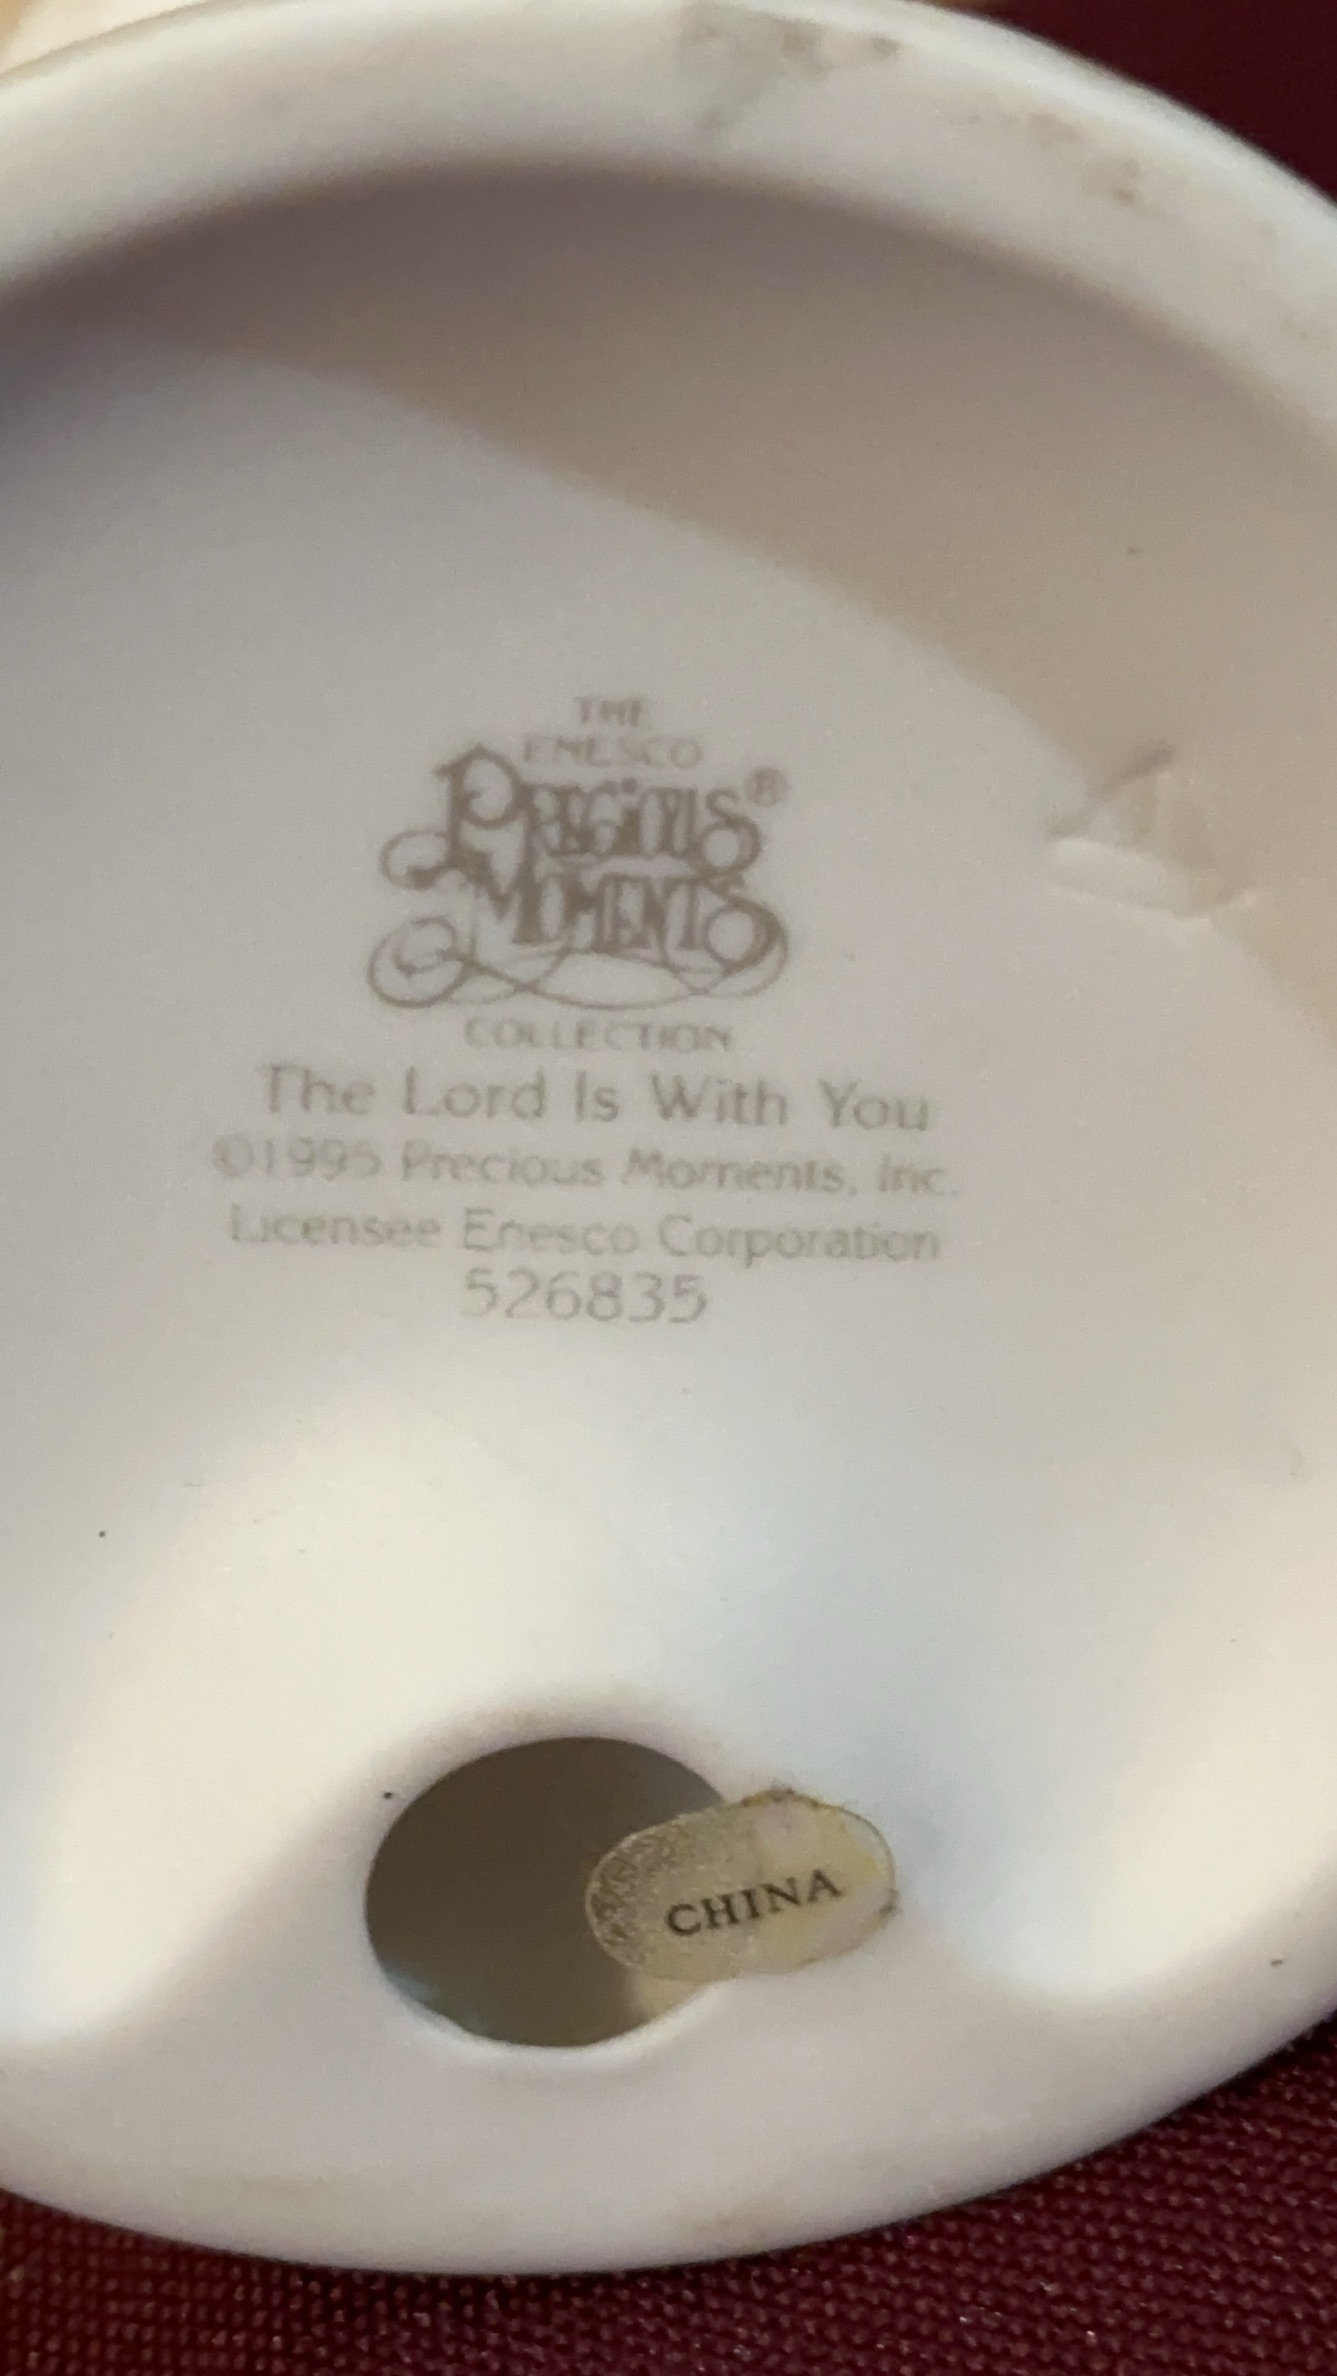 THE
ENESCO
PRECIOUS®
MOMENTS
COLLECTION
The Lord Is With You
©1995 Precious Moments, Inc.
Licensee Enesco Corporation
526835
CHINA